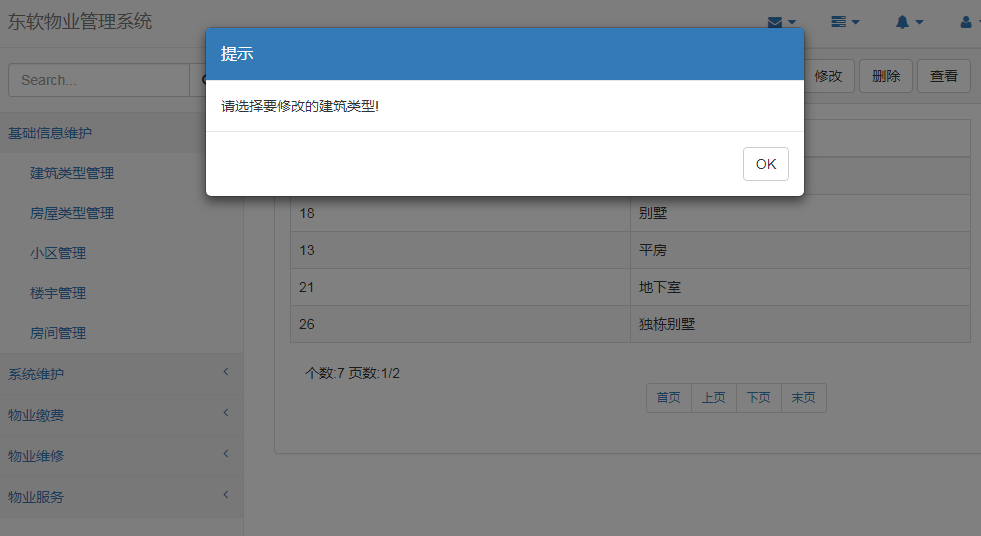 东软物业管理系统
提示
Search...
修改
删除
查看
请选择要修改的建筑类型!
OK
基础信息维护
建筑类型管理
房屋类型管理
小区管理
楼宇管理
房间管理
系统维护
物业缴费
物业维修
物业服务
18 别墅
13 平房
21 地下室
26 独栋别墅
个数:7 页数:1/2
首页 上页 下页 末页